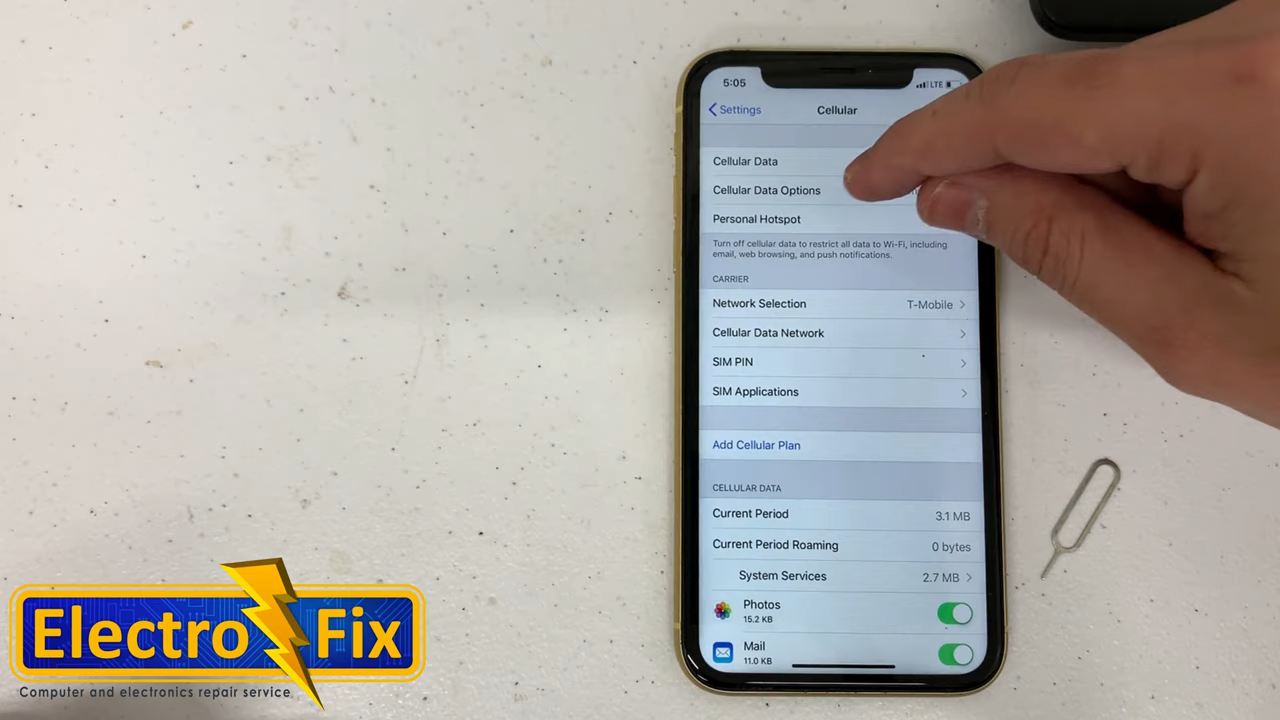 5:05
LTE
Settings
Cellular
Cellular Data
Cellular Data Options
Personal Hotspot
Turn off cellular data to restrict all data to Wi-Fi, including
email, web browsing, and push notifications.
CARRIER
Network Selection T-Mobile
Cellular Data Network
SIM PIN
SIM Applications
Add Cellular Plan
CELLULAR DATA
Current Period 3.1 MB
Current Period Roaming 0 bytes
System Services 2.7 MB
Photos
15.2 KB
Mail
11.0 KB
Electro Fix
Computer and electronics repair service